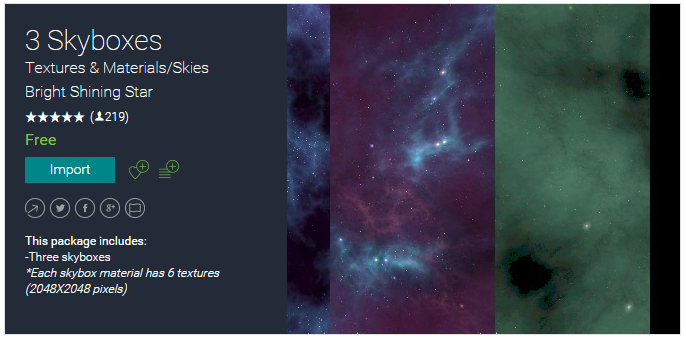 3 Skyboxes
Textures & Materials/Skies
Bright Shining Star
★★★★★ (219)
Free
Import
This package includes:
-Three skyboxes
*Each skybox material has 6 textures
(2048X2048 pixels)